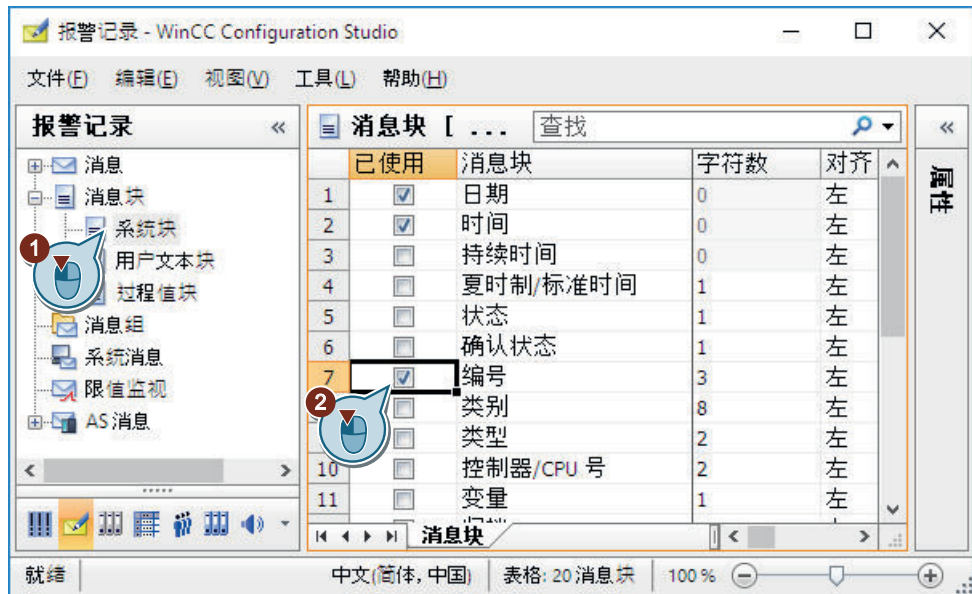 报警记录 - WinCC Configuration Studio
文件(F) 编辑(E) 视图(V) 工具(L) 帮助(H)
报警记录 «
消息
消息块
系统块
用户文本块
过程值块
消息组
系统消息
限值监视
AS 消息
1
2
消息块 [ ... 查找
已使用 消息块 字符数 对齐
1 日期 0 左
2 时间 0 左
3 持续时间 0 左
4 夏时制/标准时间 1 左
5 状态 1 左
6 确认状态 1 左
7 编号 3 左
类别 8 左
类型 2 左
10 控制器/CPU 号 2 左
11 变量 1 左
消息块
«
属性
就绪 中文(简体, 中国) 表格: 20 消息块 100 %